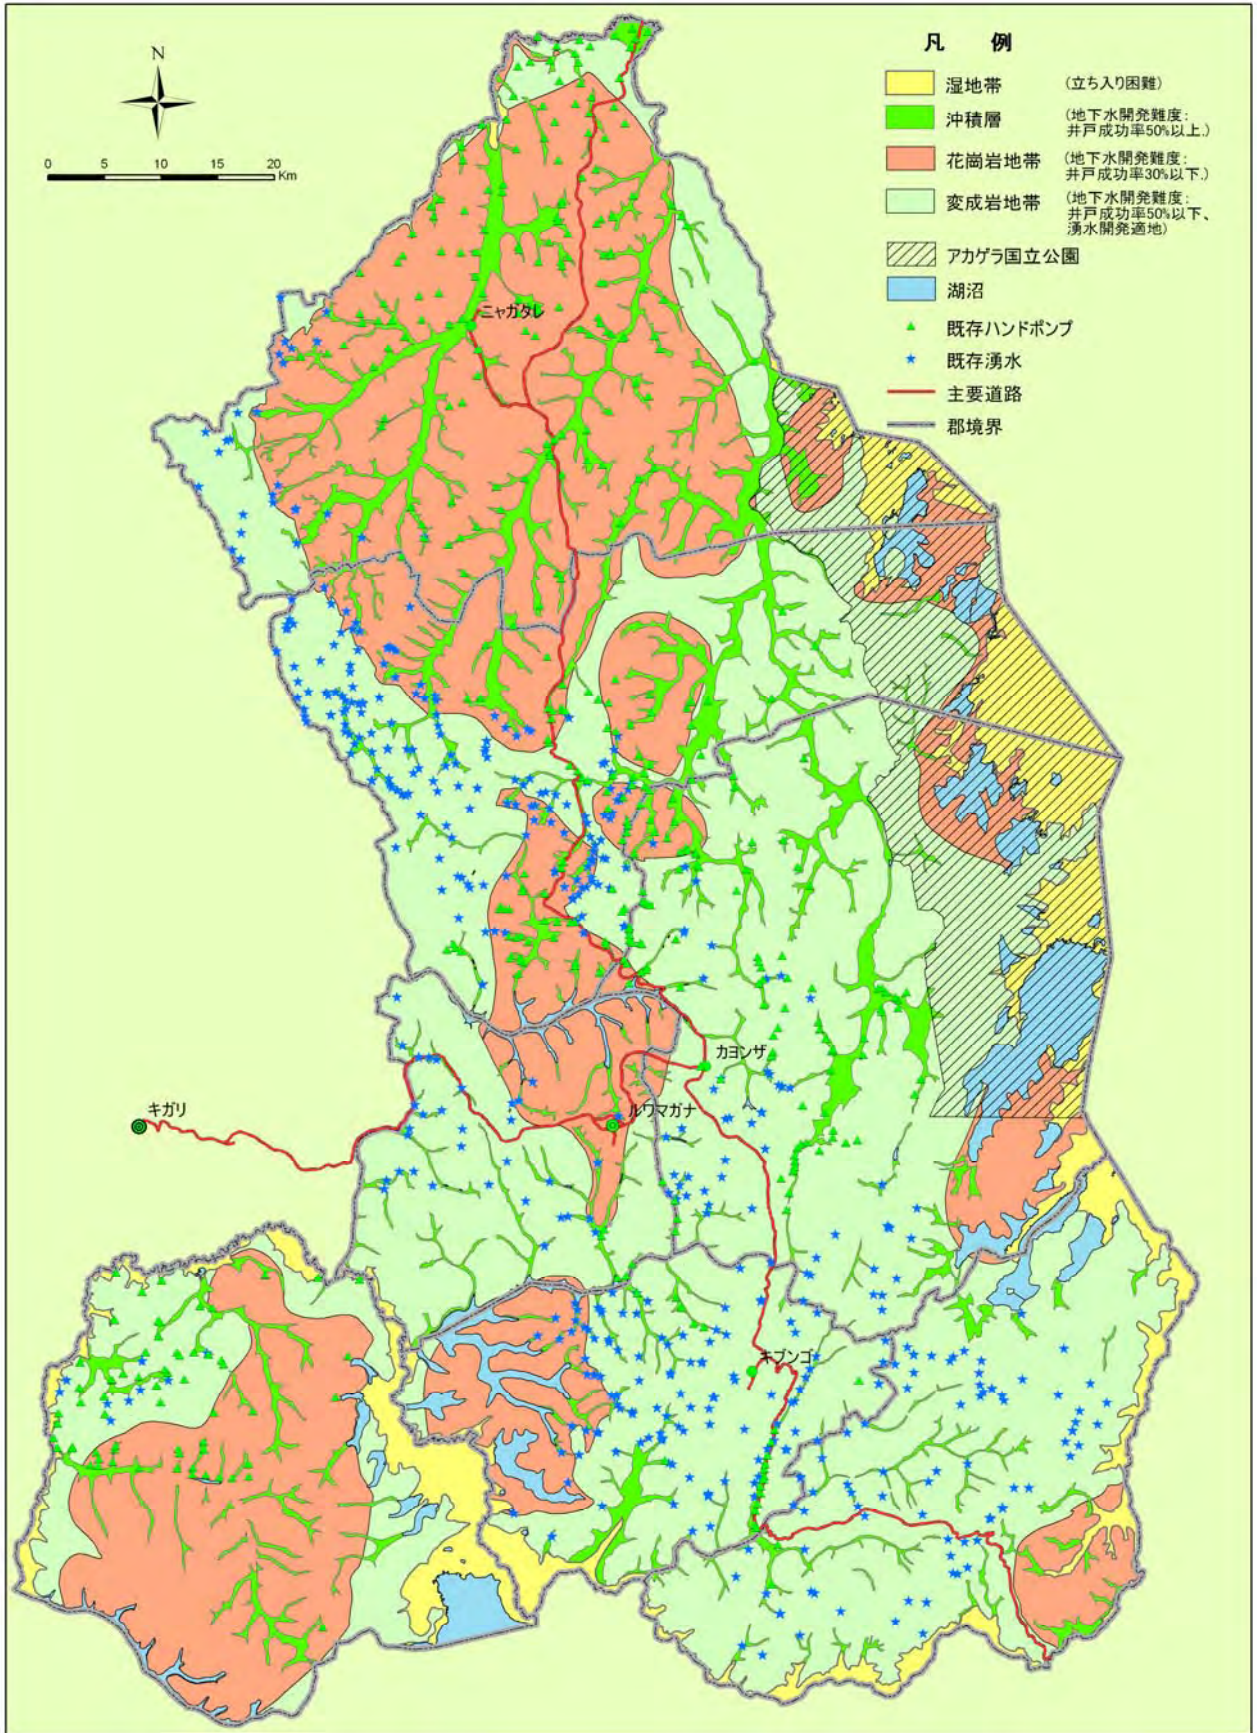 N
0 5 10 15 20
Km
凡 例
湿地帯 (立ち入り困難)
沖積層 (地下水開発難度:
井戸成功率50%以上.)
花崗岩地帯 (地下水開発難度:
井戸成功率30%以下.)
変成岩地帯 (地下水開発難度:
井戸成功率50%以下、
湧水開発適地)
アカゲラ国立公園
湖沼
既存ハンドポンプ
既存湧水
主要道路
郡境界
ニャガタレ
カヨンザ
キガリ
ルワマガナ
キブンゴ